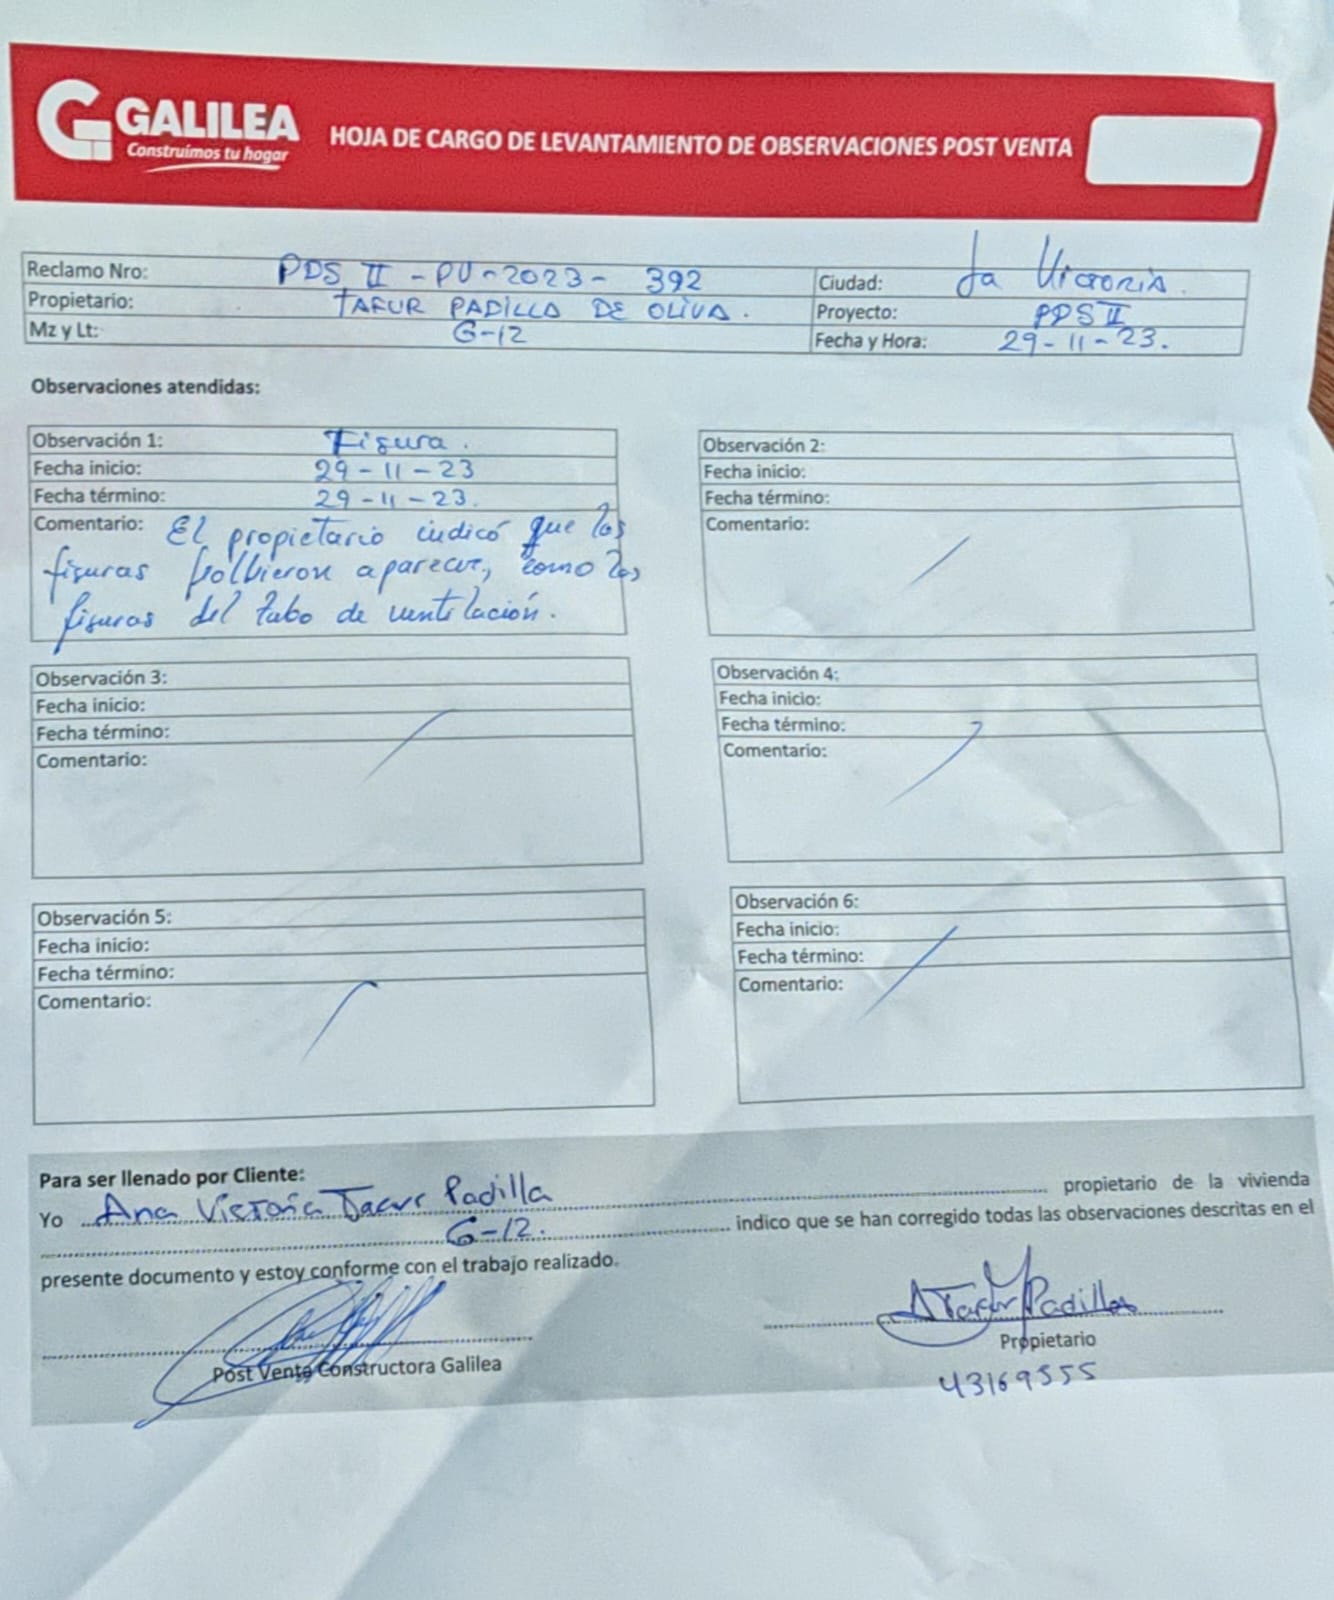 GALILEA
Construimos tu hogar
HOJA DE CARGO DE LEVANTAMIENTO DE OBSERVACIONES POST VENTA
Reclamo Nro: PDS II - PV - 2023 - 392
Ciudad: La Victoria.
Propietario: TAFUR PADILLA DE OLIVA.
Proyecto: PDS II
Mz y Lt: G-12
Fecha y Hora: 29-11-23.
Observaciones atendidas:
Observación 1: Fisura.
Fecha inicio: 29-11-23
Fecha término: 29-11-23.
Comentario: El propietario indicó que las
fisuras volvieron aparecer, como las
fisuras del tubo de ventilación.
Observación 2:
Fecha inicio:
Fecha término:
Comentario:
Observación 3:
Fecha inicio:
Fecha término:
Comentario:
Observación 4:
Fecha inicio:
Fecha término:
Comentario:
Observación 5:
Fecha inicio:
Fecha término:
Comentario:
Observación 6:
Fecha inicio:
Fecha término:
Comentario:
Para ser llenado por Cliente:
Yo Ana Victoria Tafur Padilla propietario de la vivienda
G-12. indico que se han corregido todas las observaciones descritas en el
presente documento y estoy conforme con el trabajo realizado.
Post Venta Constructora Galilea
ATafur Padilla
Propietario
43169555